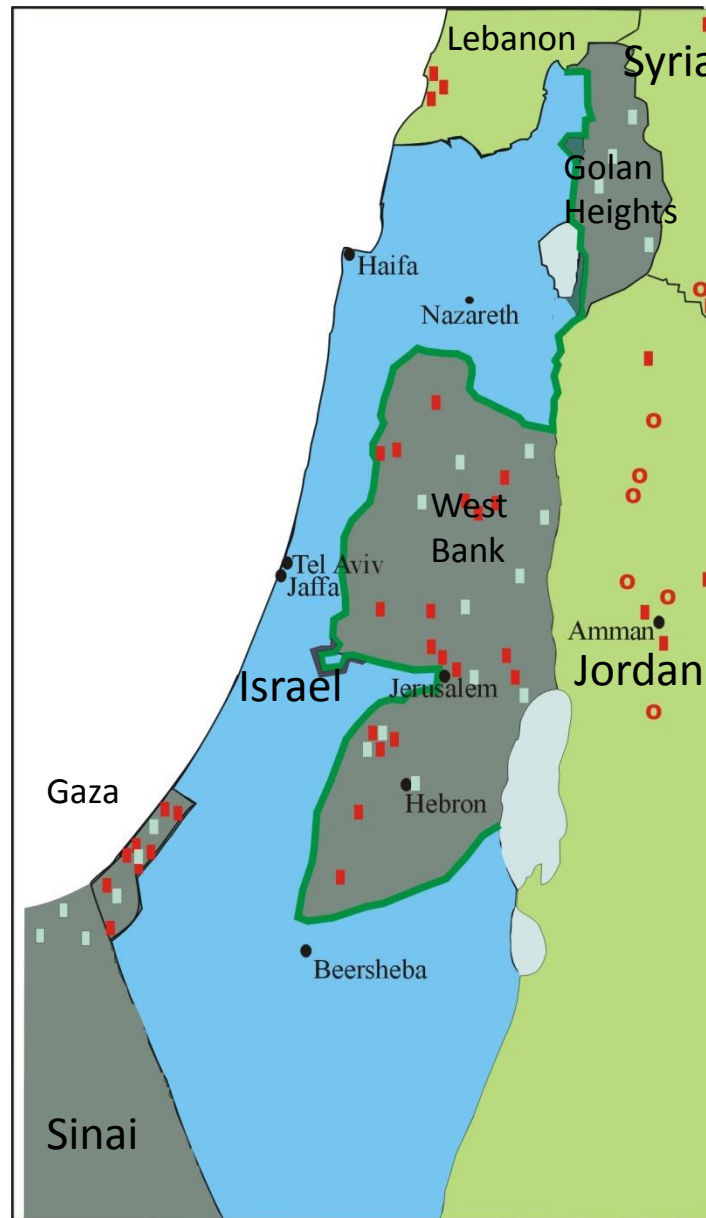 Lebanon
Syria
Golan
Heights
Haifa
Nazareth
West
Bank
Tel Aviv
Jaffa
Amman
Israel
Jerusalem
Jordan
Gaza
Hebron
Beersheba
Sinai